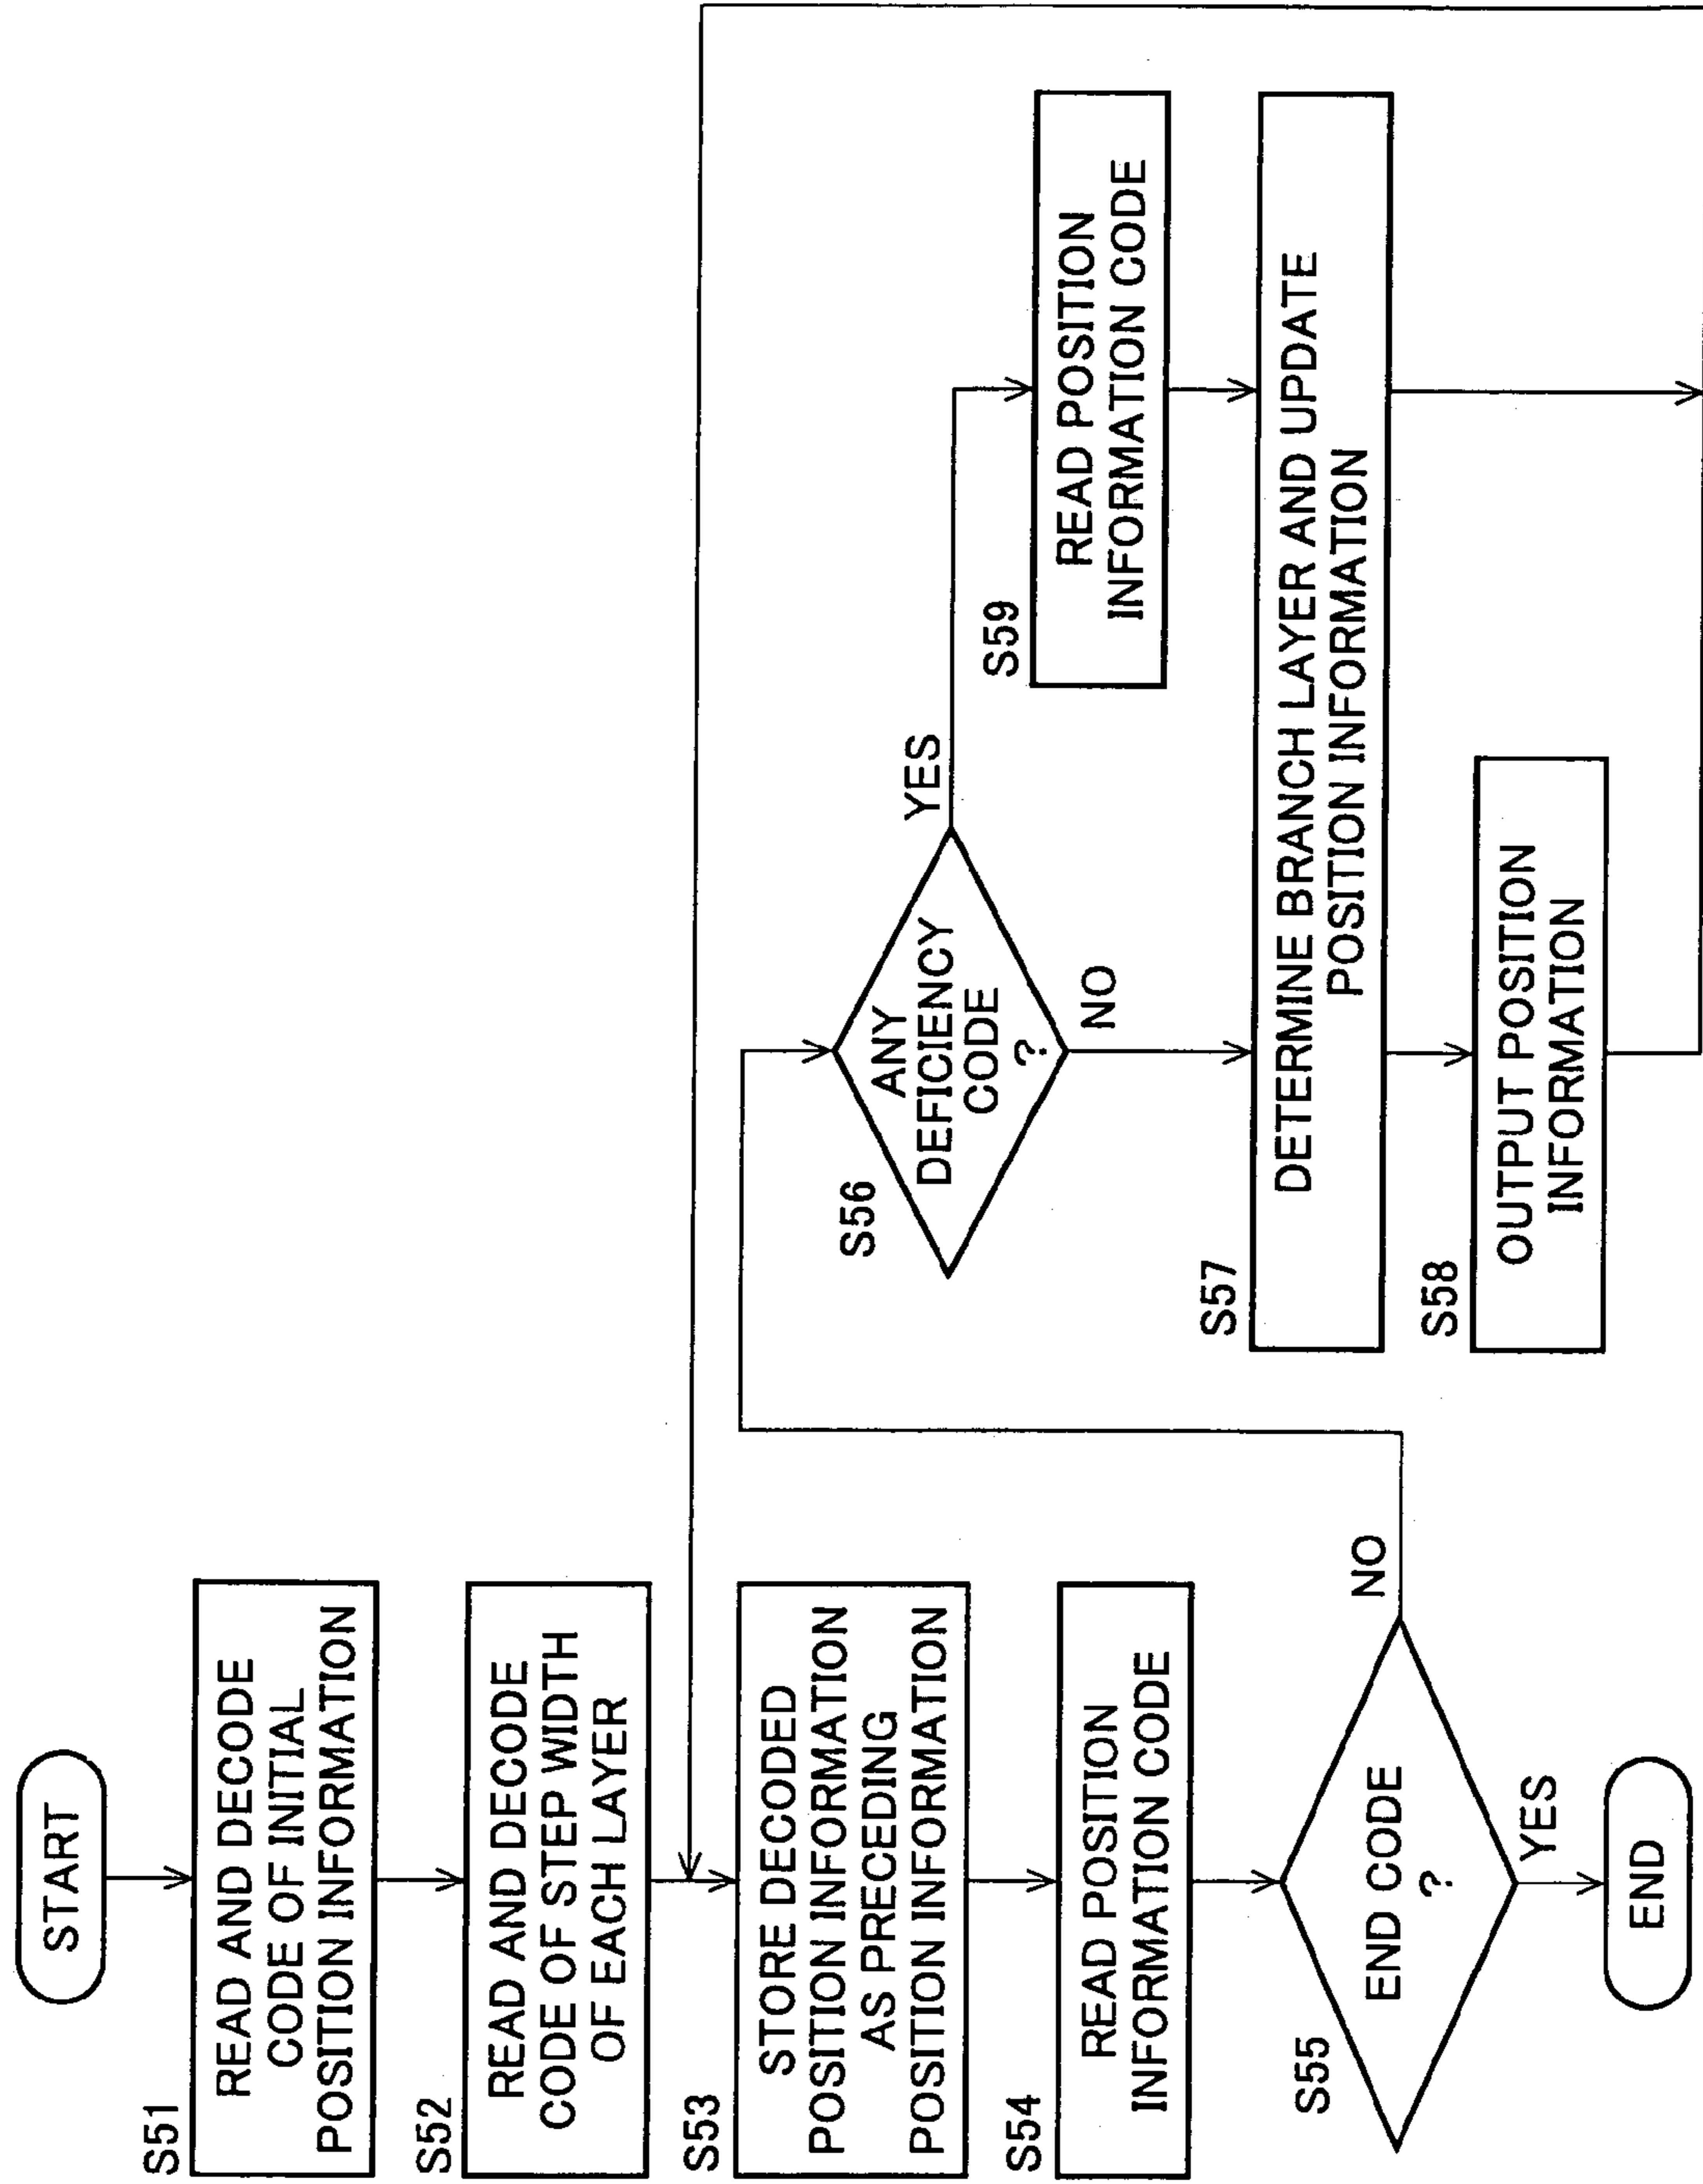 START
S51
READ AND DECODE
CODE OF INITIAL
POSITION INFORMATION
S52
READ AND DECODE
CODE OF STEP WIDTH
OF EACH LAYER
S53
STORE DECODED
POSITION INFORMATION
AS PRECEDING
POSITION INFORMATION
S54
READ POSITION
INFORMATION CODE
S55
END CODE
?
NO
YES
END
S56
ANY
DEFICIENCY
CODE
?
YES
NO
S59
READ POSITION
INFORMATION CODE
S57
DETERMINE BRANCH LAYER AND UPDATE
POSITION INFORMATION
S58
OUTPUT POSITION
INFORMATION